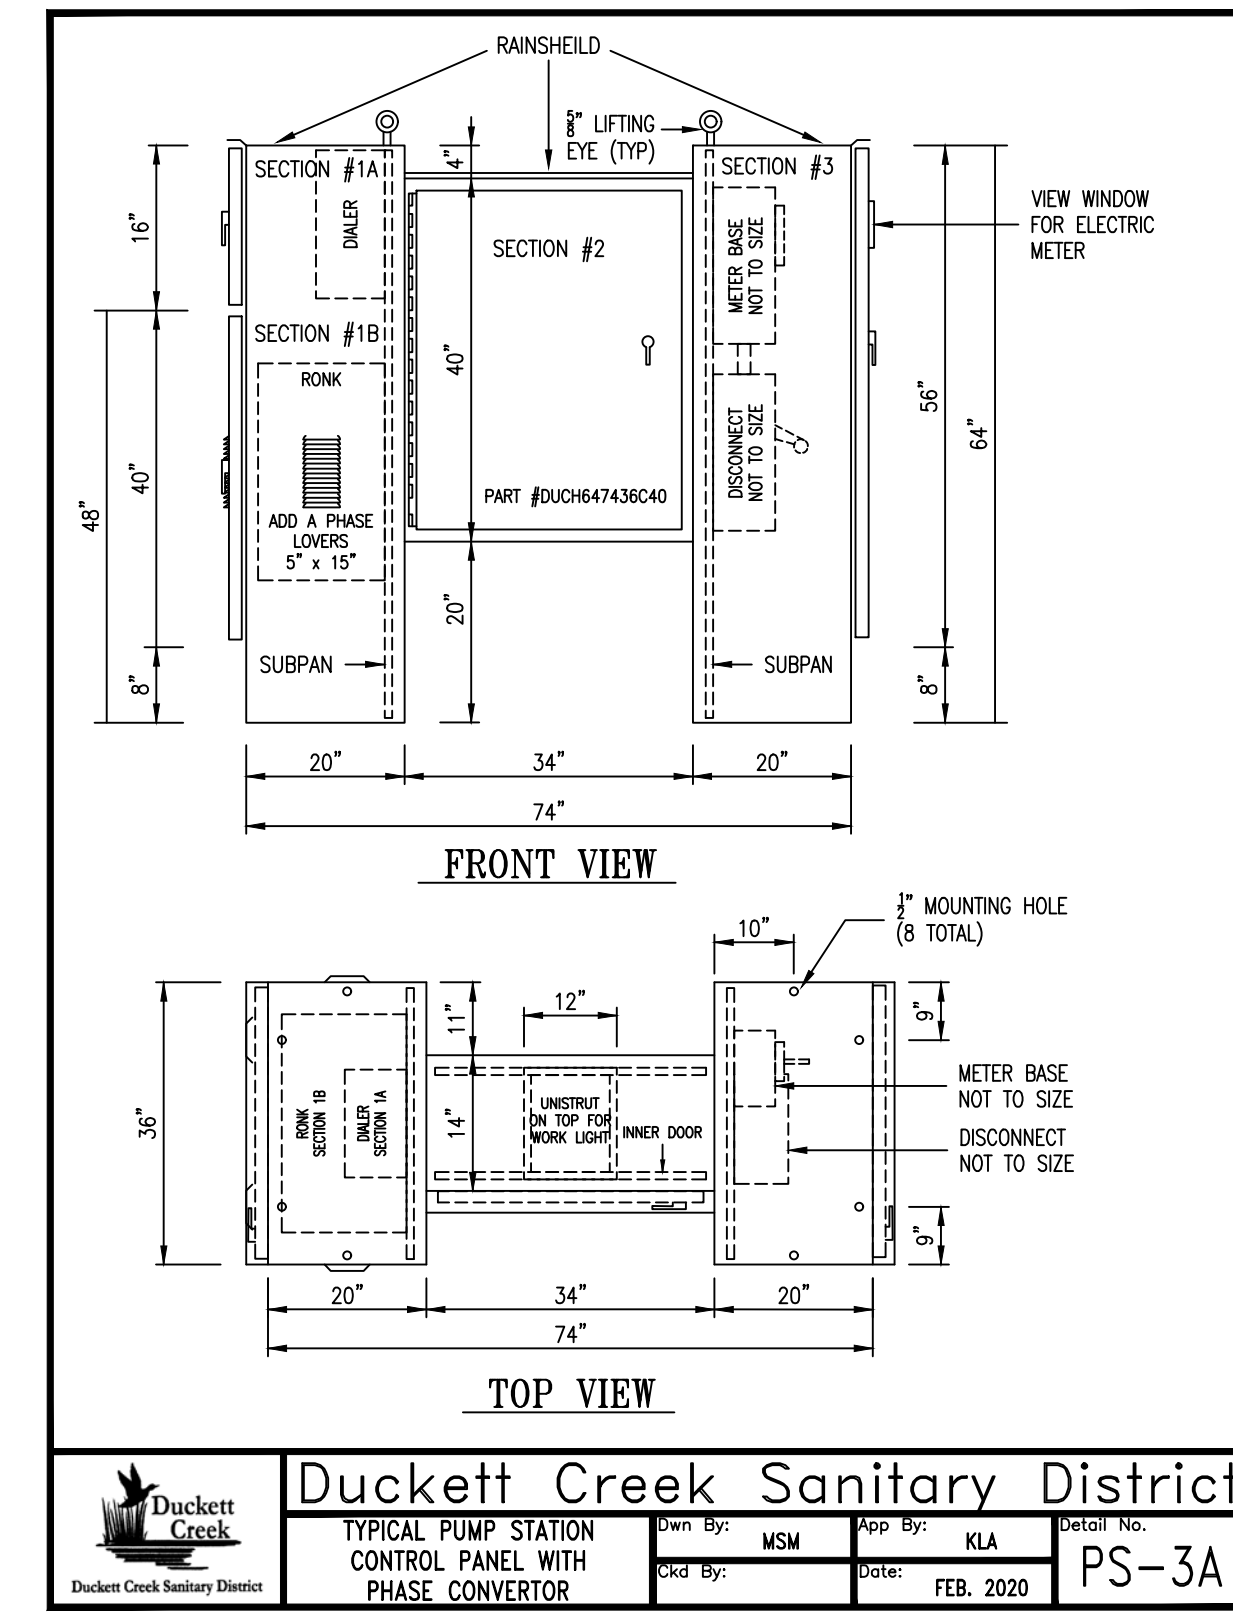 RAINSHEILD
5/8" LIFTING
EYE (TYP)
SECTION #1A
DIALER
4"
SECTION #3
16"
METER BASE
NOT TO SIZE
VIEW WINDOW
FOR ELECTRIC
METER
SECTION #2
SECTION #1B
RONK
40"
40"
48"
DISCONNECT
NOT TO SIZE
56"
64"
PART #DUCH647436C40
ADD A PHASE
LOVERS
5" x 15"
20"
SUBPAN
SUBPAN
8"
8"
20"
34"
20"
74"
FRONT VIEW
1/2" MOUNTING HOLE
(8 TOTAL)
10"
12"
11"
9"
36"
RONK
SECTION 1B
DIALER
SECTION 1A
14"
UNISTRUT
ON TOP FOR
WORK LIGHT
INNER DOOR
METER BASE
NOT TO SIZE
DISCONNECT
NOT TO SIZE
9"
20"
34"
20"
74"
TOP VIEW
Duckett
Creek
Duckett Creek Sanitary District
Duckett Creek Sanitary District
TYPICAL PUMP STATION
CONTROL PANEL WITH
PHASE CONVERTOR
Dwn By: MSM
App By: KLA
Ckd By:
Date: FEB. 2020
Detail No.
PS-3A